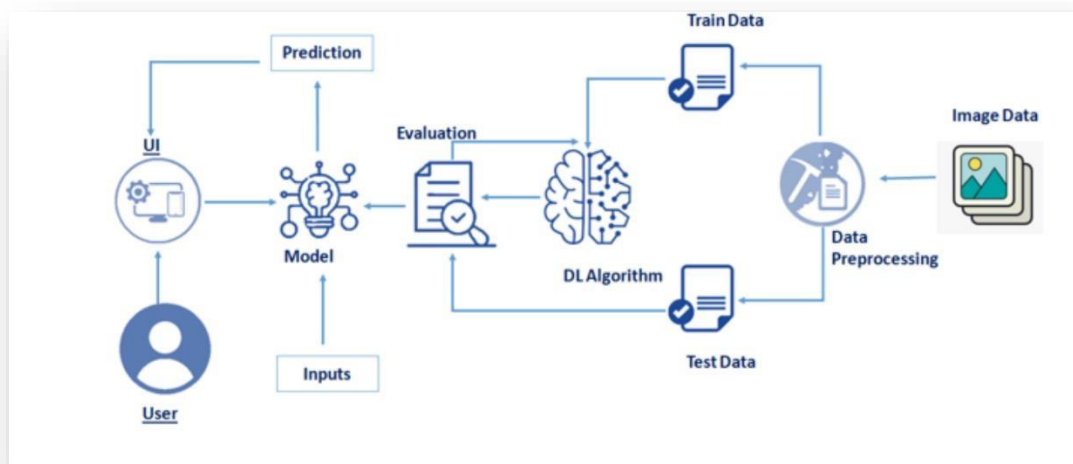 Train Data
Prediction
Image Data
Evaluation
UI
Data
Preprocessing
Model
DL Algorithm
Test Data
Inputs
User